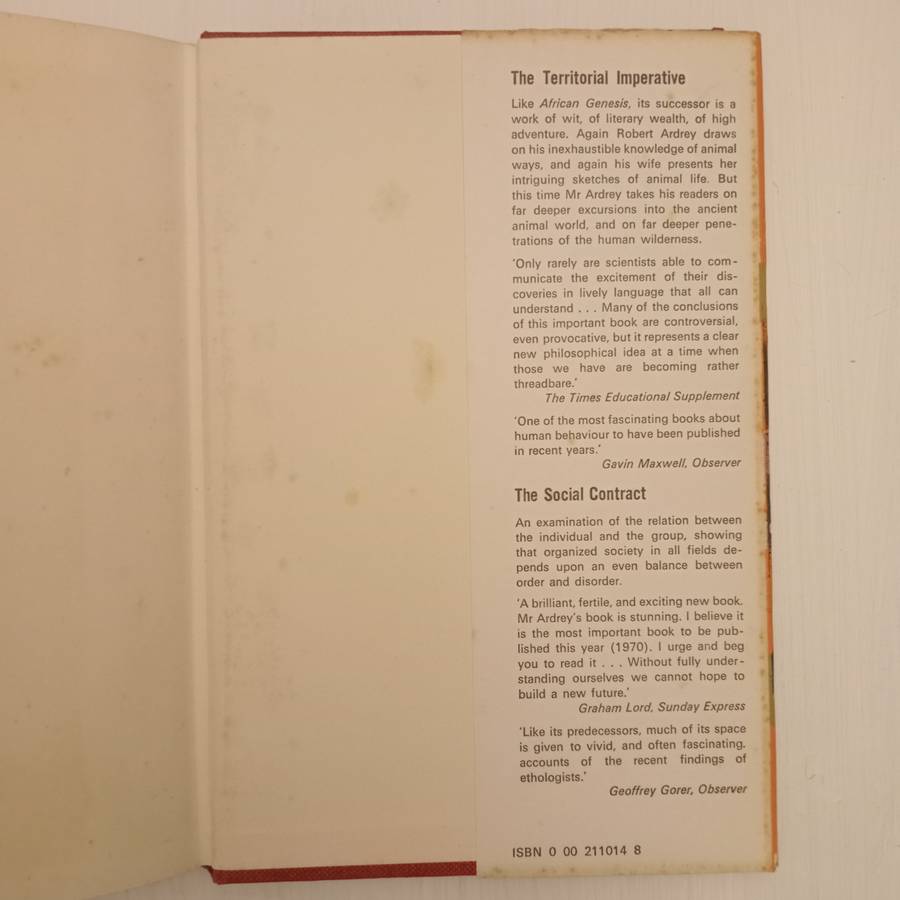 The Territorial Imperative
Like African Genesis, its successor is a
work of wit, of literary wealth, of high
adventure. Again Robert Ardrey draws
on his inexhaustible knowledge of animal
ways, and again his wife presents her
intriguing sketches of animal life. But
this time Mr Ardrey takes his readers on
far deeper excursions into the ancient
animal world, and on far deeper pene-
trations of the human wilderness.
'Only rarely are scientists able to com-
municate the excitement of their dis-
coveries in lively language that all can
understand . . . Many of the conclusions
of this important book are controversial,
even provocative, but it represents a clear
new philosophical idea at a time when
those we have are becoming rather
threadbare.'
The Times Educational Supplement
'One of the most fascinating books about
human behaviour to have been published
in recent years.'
Gavin Maxwell, Observer
The Social Contract
An examination of the relation between
the individual and the group, showing
that organized society in all fields de-
pends upon an even balance between
order and disorder.
'A brilliant, fertile, and exciting new book.
Mr Ardrey's book is stunning. I believe it
is the most important book to be pub-
lished this year (1970). I urge and beg
you to read it . . . Without fully under-
standing ourselves we cannot hope to
build a new future.'
Graham Lord, Sunday Express
'Like its predecessors, much of its space
is given to vivid, and often fascinating.
accounts of the recent findings of
ethologists.'
Geoffrey Gorer, Observer
ISBN 0 00 211014 8